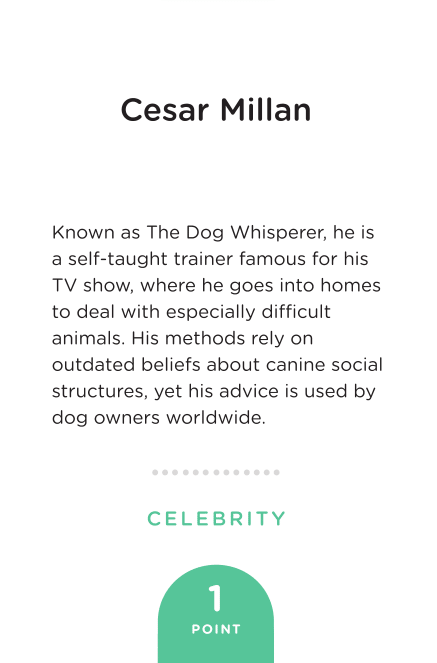 Cesar Millan
Known as The Dog Whisperer, he is
a self-taught trainer famous for his
TV show, where he goes into homes
to deal with especially difficult
animals. His methods rely on
outdated beliefs about canine social
structures, yet his advice is used by
dog owners worldwide.
CELEBRITY
1
POINT